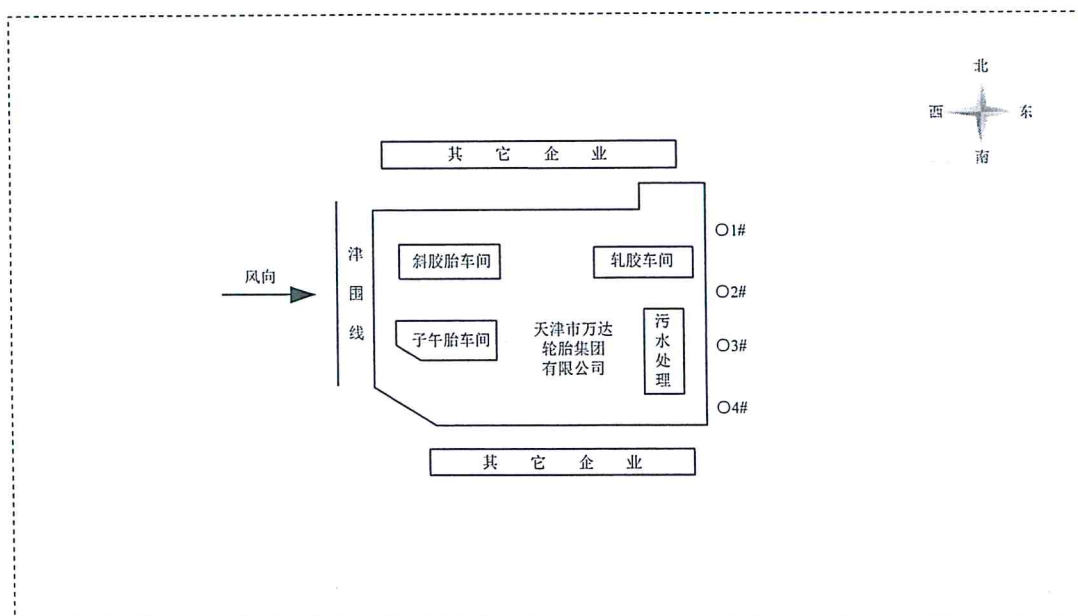 北
西 东
南
其它企业
O1#
津围线
斜胶胎车间
轧胶车间
风向
O2#
子午胎车间
天津市万达
轮胎集团
有限公司
污水处理
O3#
O4#
其它企业